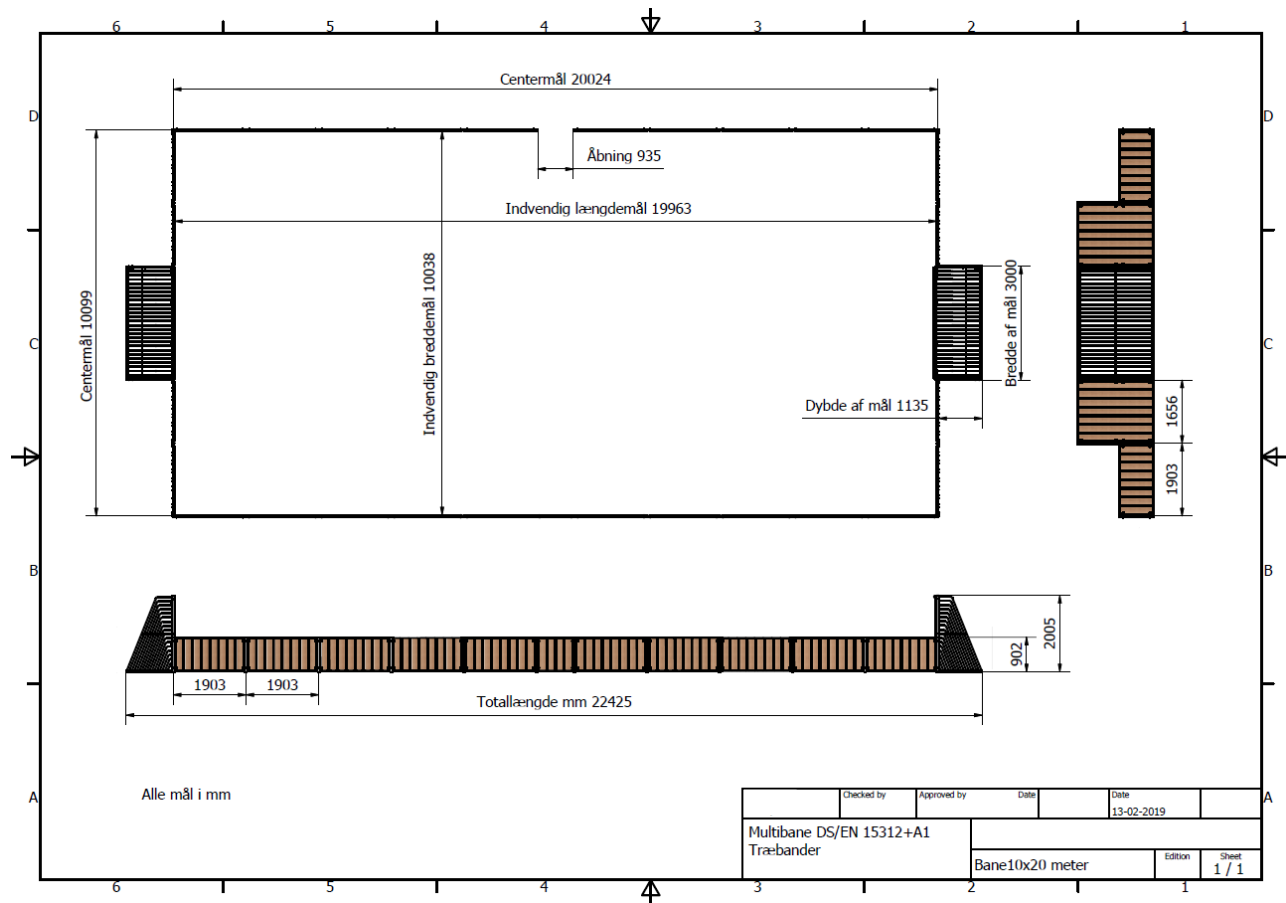 6 5 4 3 2 1
Centermål 20024
D D
Åbning 935
Indvendig længdemål 19963
Centermål 10099
Indvendig breddemål 10038
Bredde af mål 3000
C C
Dybde af mål 1135
1656
1903
B B
2005
902
1903 1903
Totallængde mm 22425
Alle mål i mm
A A
Checked by Approved by Date Date
13-02-2019
Multibane DS/EN 15312+A1
Træbander
Bane10x20 meter
Edition Sheet
1 / 1
6 5 4 3 2 1